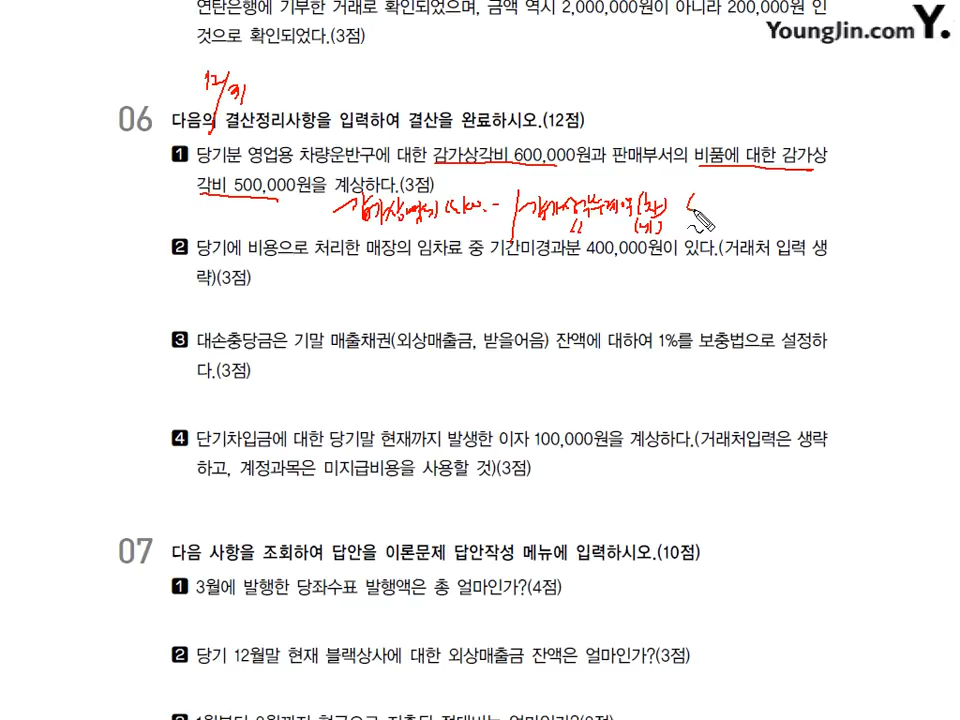 연탄은행에 기부한 거래로 확인되었으며, 금액 역시 2,000,000원이 아니라 200,000원 인
것으로 확인되었다.(3점)
YoungJin.com Y.
12/31
06 다음의 결산정리사항을 입력하여 결산을 완료하시오.(12점)
1 당기분 영업용 차량운반구에 대한 감가상각비 600,000원과 판매부서의 비품에 대한 감가상
각비 500,000원을 계상하다.(3점)
감가상각비
감가상각누계액(차)
〃 (비)
2 당기에 비용으로 처리한 매장의 임차료 중 기간미경과분 400,000원이 있다.(거래처 입력 생
략)(3점)
3 대손충당금은 기말 매출채권(외상매출금, 받을어음) 잔액에 대하여 1%를 보충법으로 설정하
다.(3점)
4 단기차입금에 대한 당기말 현재까지 발생한 이자 100,000원을 계상하다.(거래처입력은 생략
하고, 계정과목은 미지급비용을 사용할 것)(3점)
07 다음 사항을 조회하여 답안을 이론문제 답안작성 메뉴에 입력하시오.(10점)
1 3월에 발행한 당좌수표 발행액은 총 얼마인가?(4점)
2 당기 12월말 현재 블랙상사에 대한 외상매출금 잔액은 얼마인가?(3점)